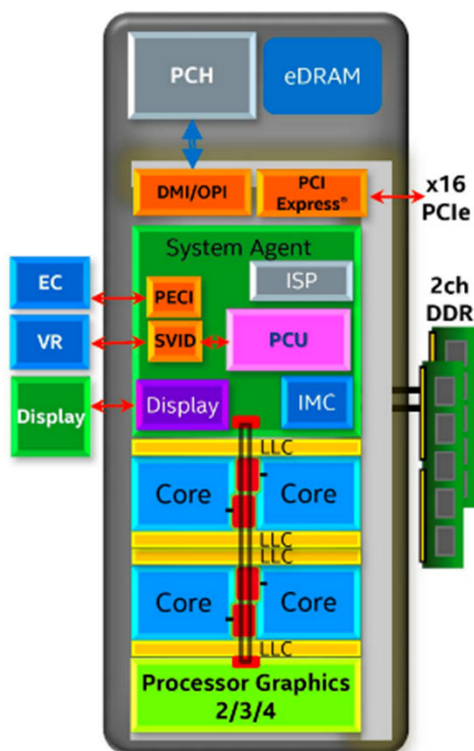 PCH
eDRAM
DMI/OPI
PCI
Express®
x16
PCIe
System Agent
EC
PECI
ISP
2ch
DDR
VR
SVID
PCU
Display
Display
IMC
LLC
Core
Core
LLC
LLC
Core
Core
LLC
Processor Graphics
2/3/4